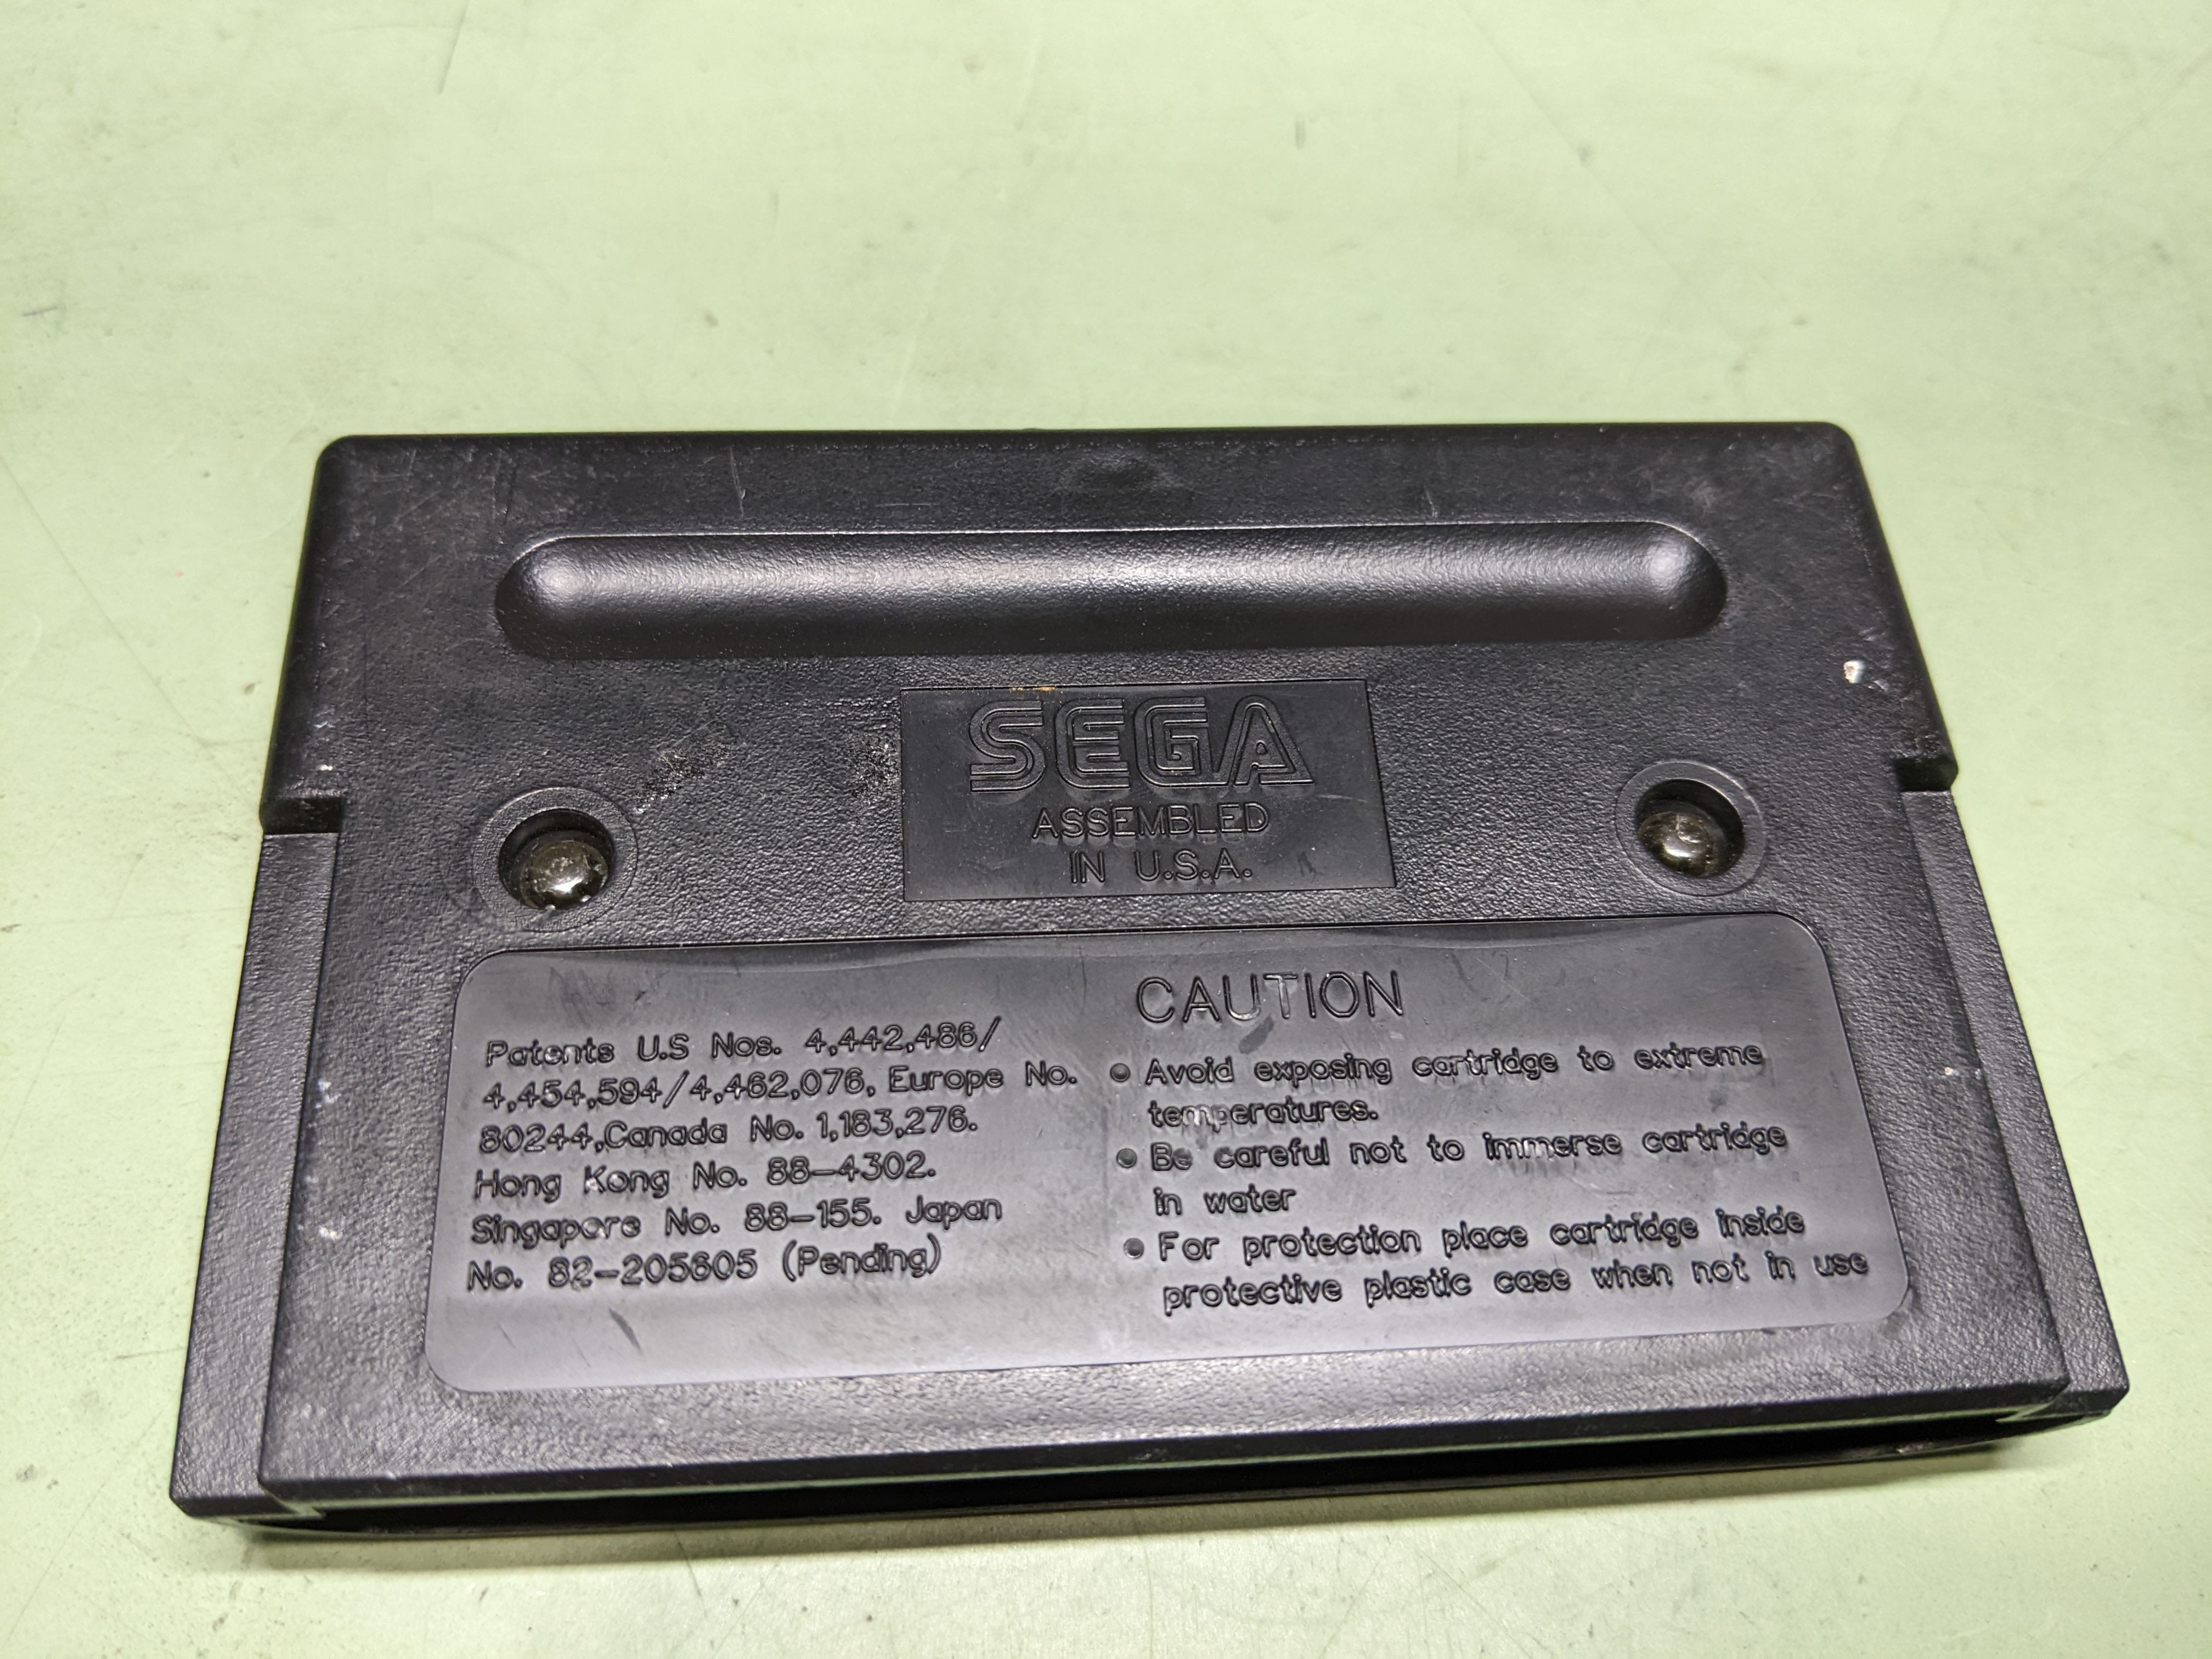 SEGA
ASSEMBLED
IN U.S.A.
Patents U.S Nos. 4,442,486/
4,454,594/4,462,076, Europe No.
80244,Canada No. 1,183,276.
Hong Kong No. 88-4302.
Singapore No. 88-155. Japan
No. 82-205605 (Pending)
CAUTION
● Avoid exposing cartridge to extreme
temperatures.
● Be careful not to immerse cartridge
in water
● For protection place cartridge inside
protective plastic case when not in use